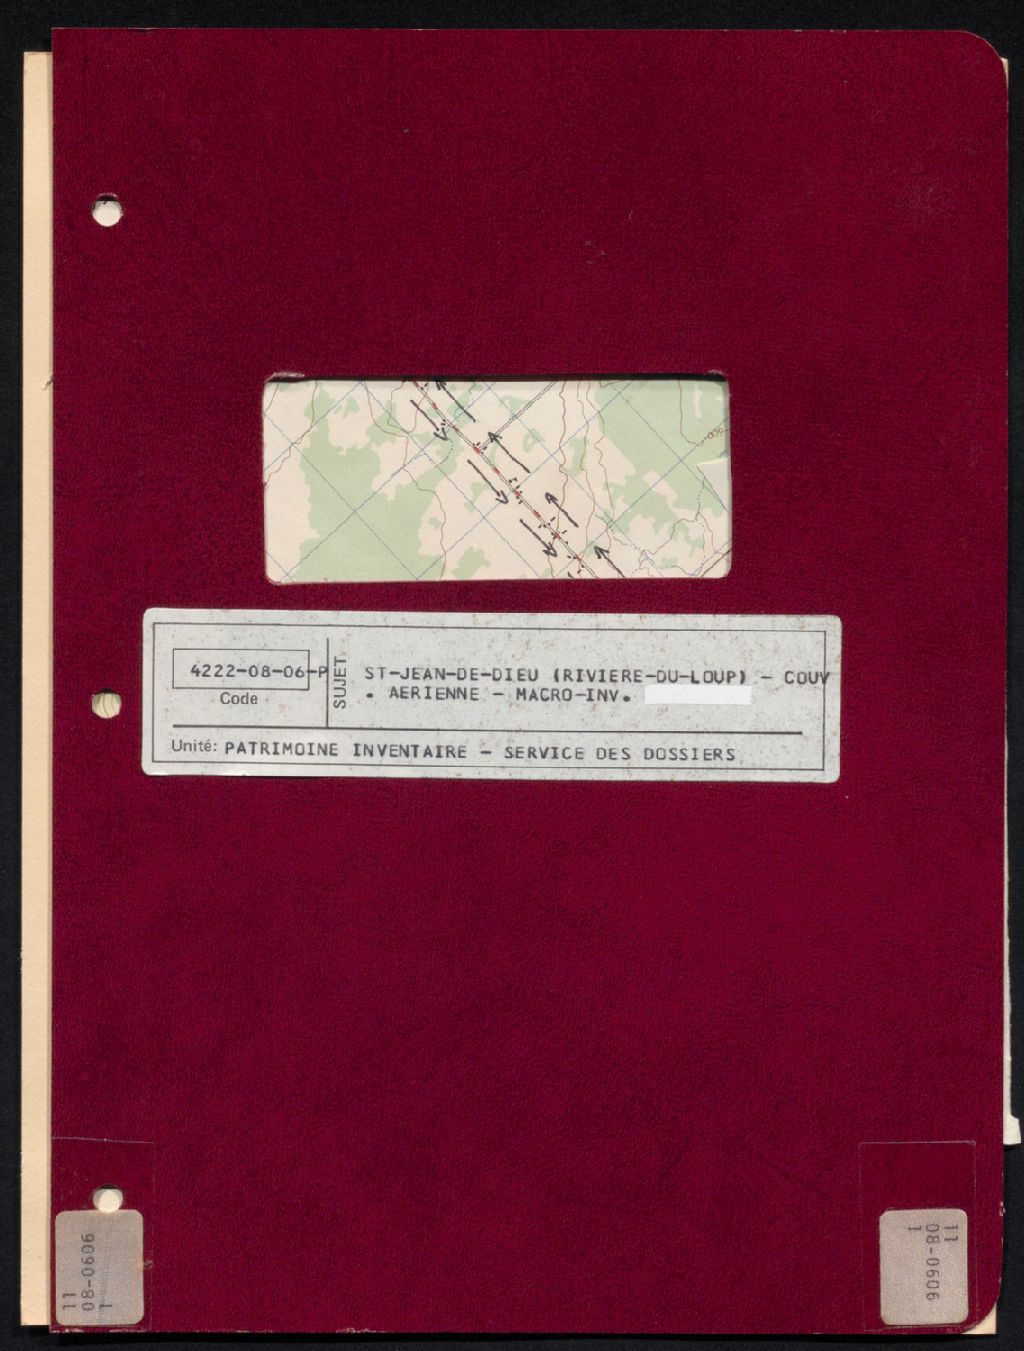 600
4222-08-06-P
Code
SUJET
ST-JEAN-DE-DIEU (RIVIERE-DU-LOUP) - COUV
. AERIENNE - MACRO-INV.
Unité: PATRIMOINE INVENTAIRE - SERVICE DES DOSSIERS
11
08-0606
1
11
08-0606
1